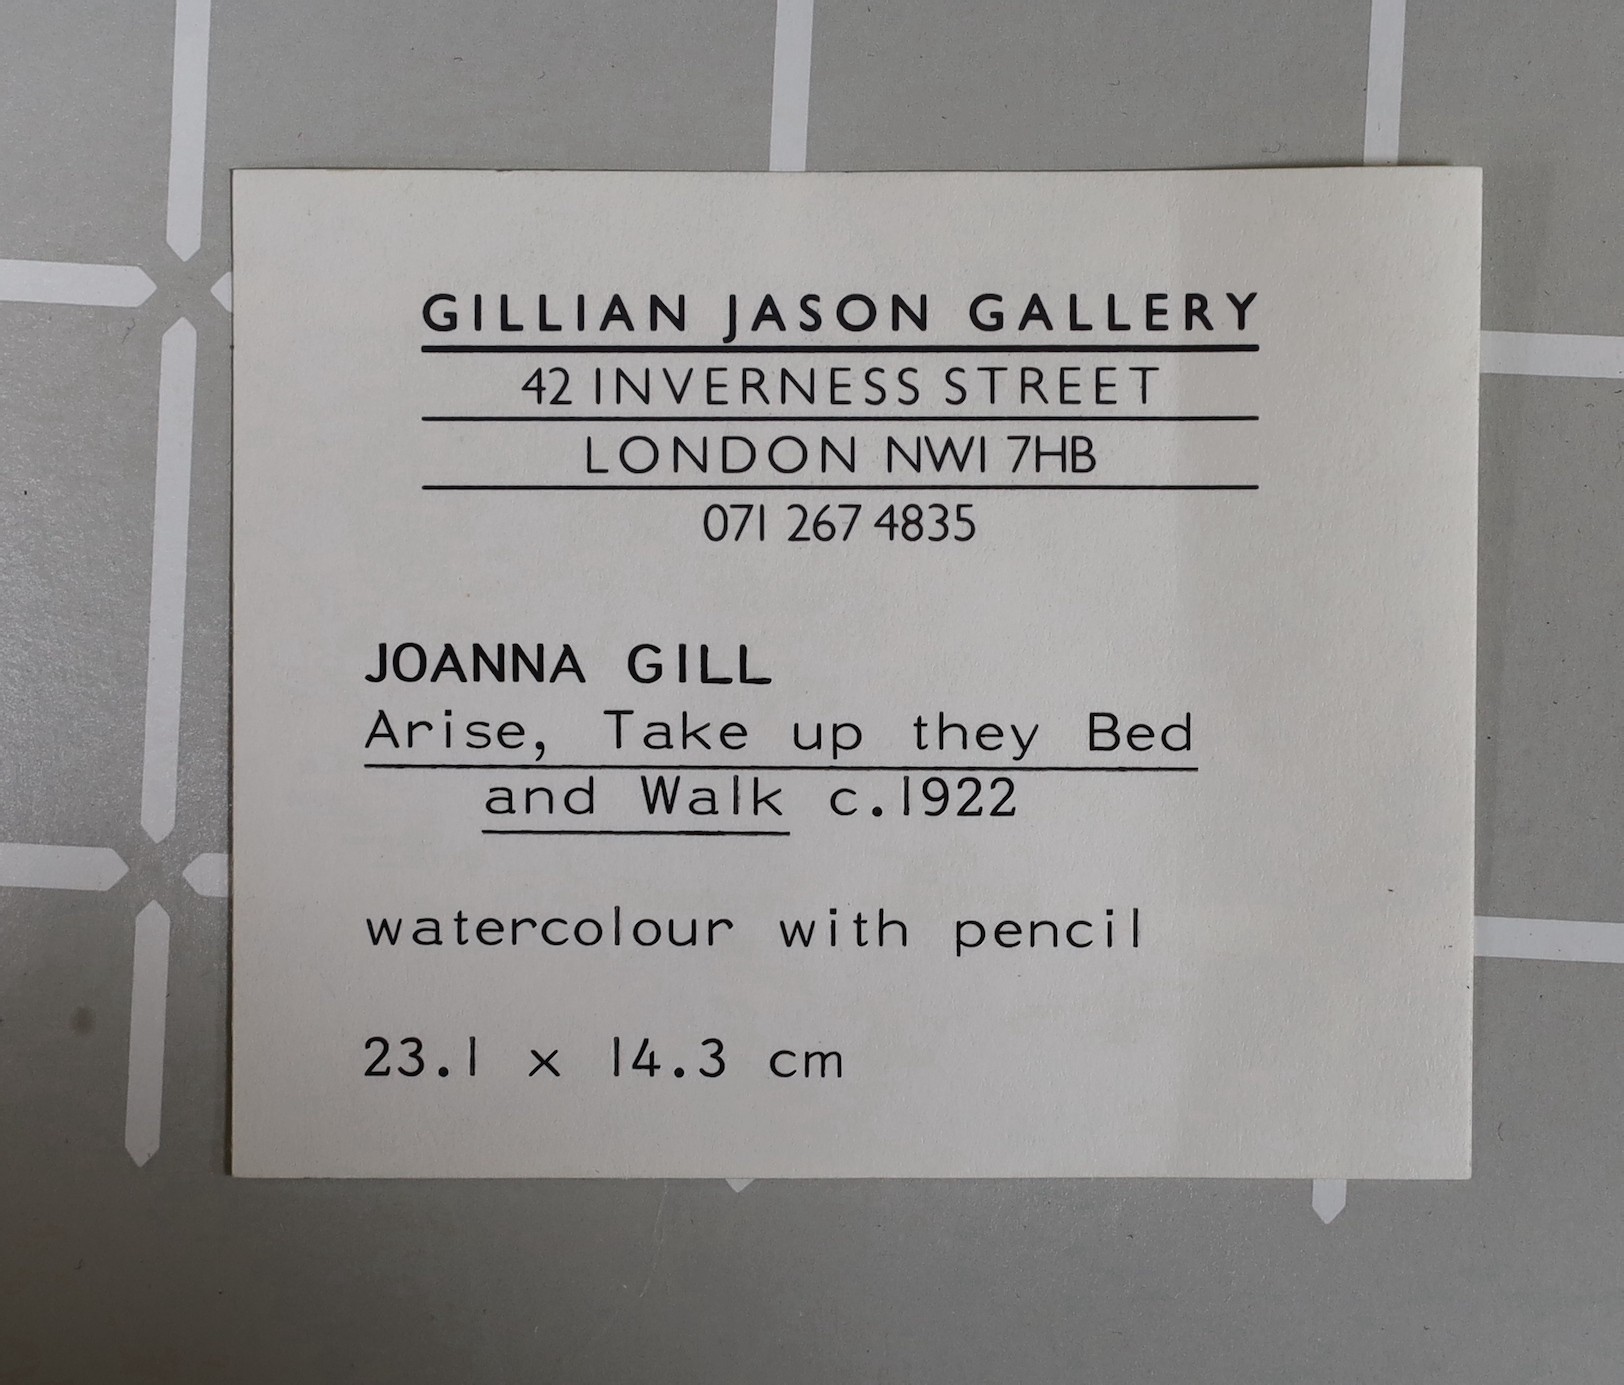 GILLIAN JASON GALLERY
42 INVERNESS STREET
LONDON NW1 7HB
071 267 4835
JOANNA GILL
Arise, Take up they Bed
and Walk c.1922
watercolour with pencil
23.1 x 14.3 cm